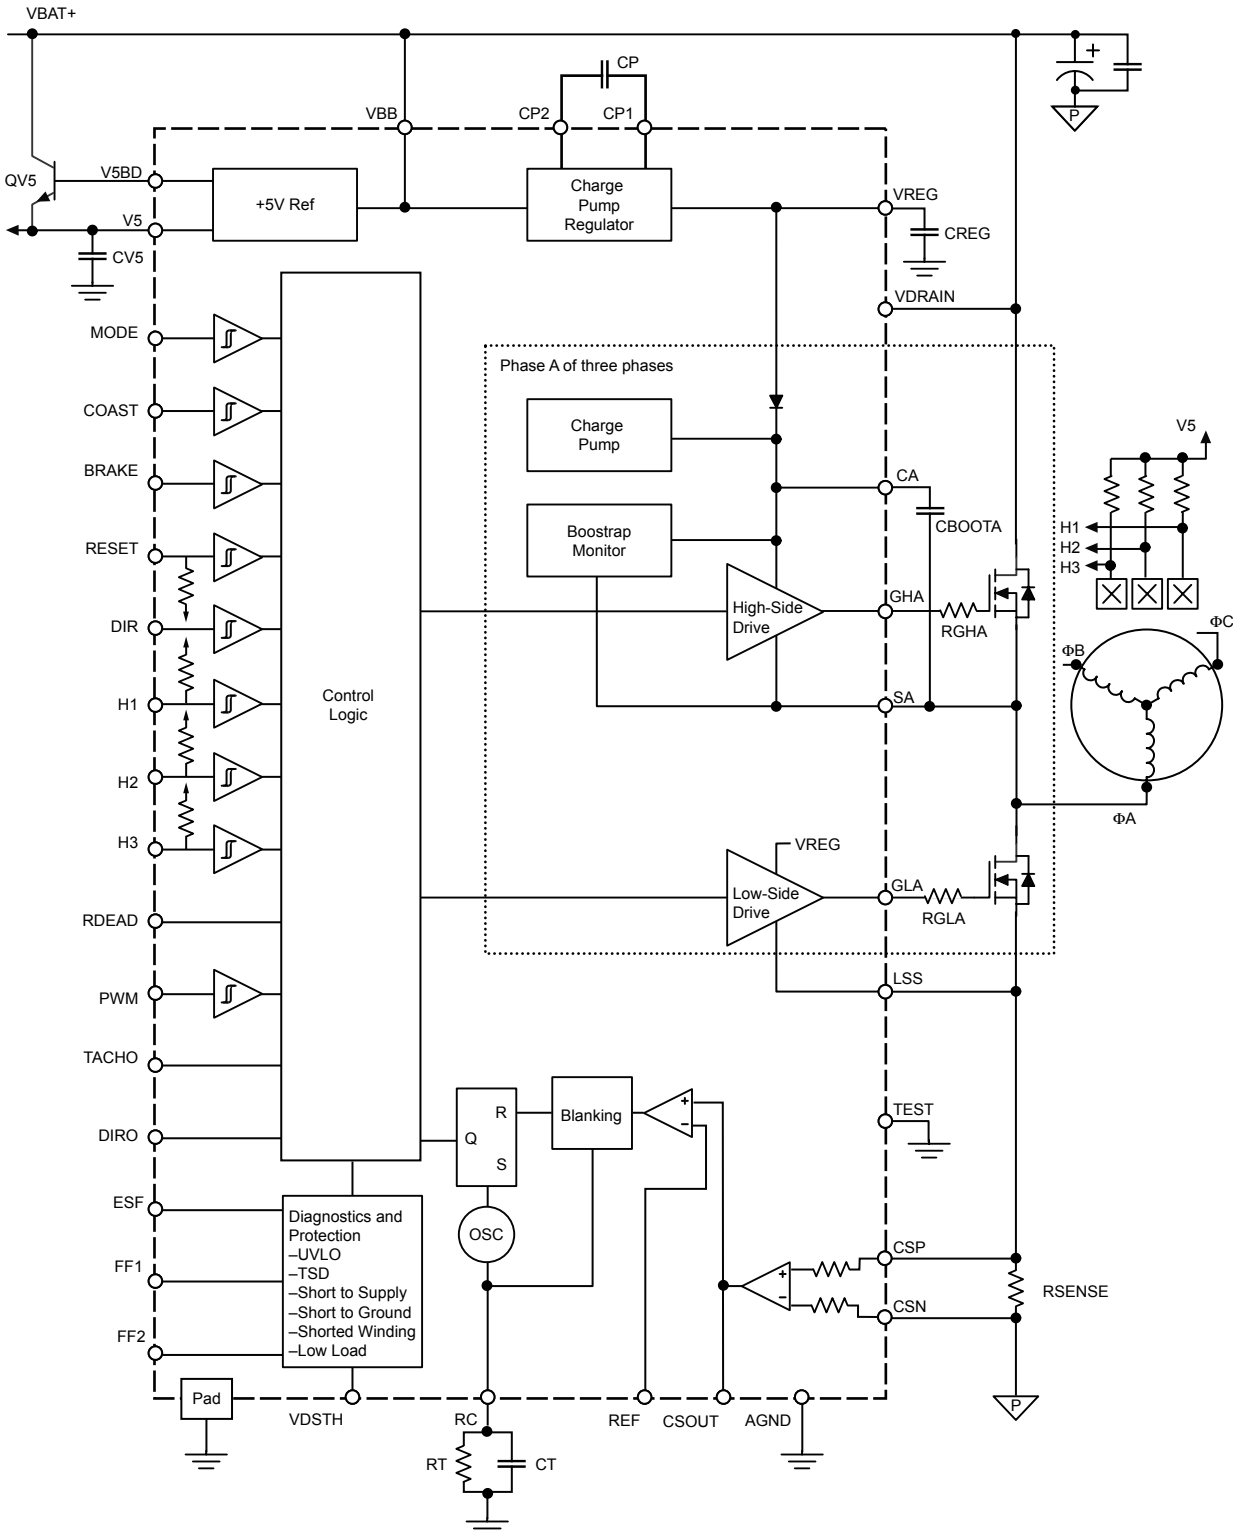 VBAT+
CP
VBB
CP2
CP1
QV5
V5BD
+5V Ref
Charge
Pump
Regulator
VREG
V5
CV5
CREG
P
VDRAIN
MODE
Phase A of three phases
COAST
Charge
Pump
V5
BRAKE
CA
CBOOTA
Boostrap
Monitor
H1
H2
H3
RESET
High-Side
Drive
GHA
RGHA
DIR
ΦB
ΦC
Control
Logic
H1
SA
H2
ΦA
H3
VREG
Low-Side
Drive
GLA
RGLA
RDEAD
PWM
LSS
TACHO
R
Q
S
Blanking
+
–
TEST
DIRO
ESF
Diagnostics and
Protection
–UVLO
–TSD
–Short to Supply
–Short to Ground
–Shorted Winding
–Low Load
OSC
FF1
CSP
+
–
CSN
RSENSE
FF2
Pad
VDSTH
RC
REF
CSOUT
AGND
P
RT
CT